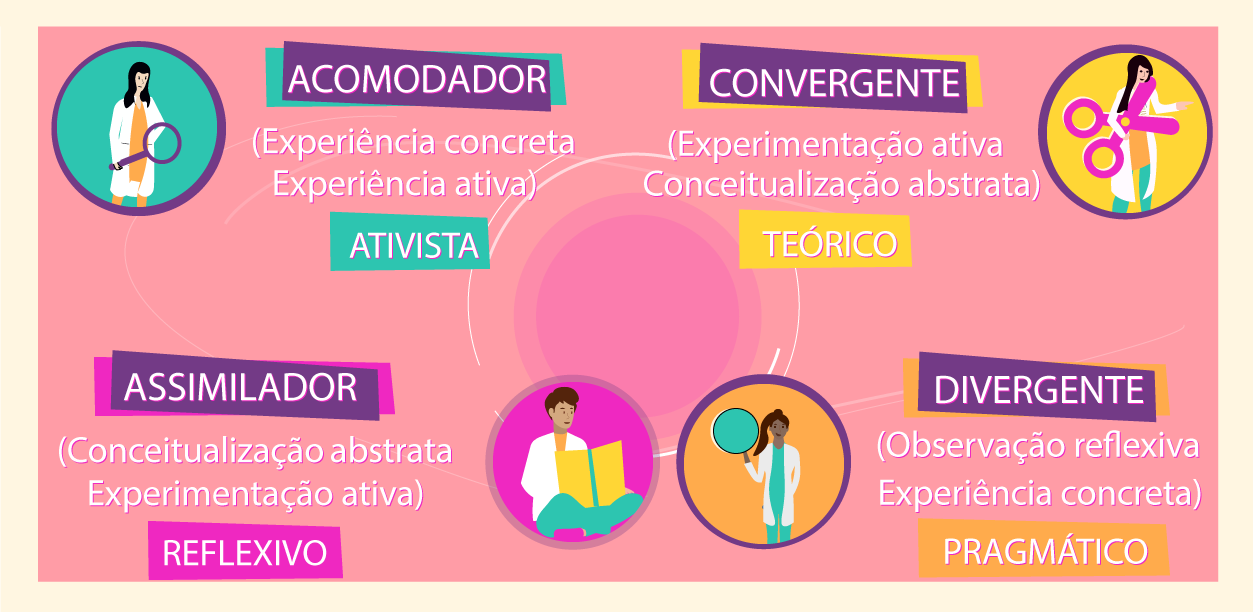 ACOMODADOR
(Experiência concreta
Experiência ativa)
ATIVISTA
CONVERGENTE
(Experimentação ativa
Conceitualização abstrata)
TEÓRICO
ASSIMILADOR
(Conceitualização abstrata
Experimentação ativa)
REFLEXIVO
DIVERGENTE
(Observação reflexiva
Experiência concreta)
PRAGMÁTICO